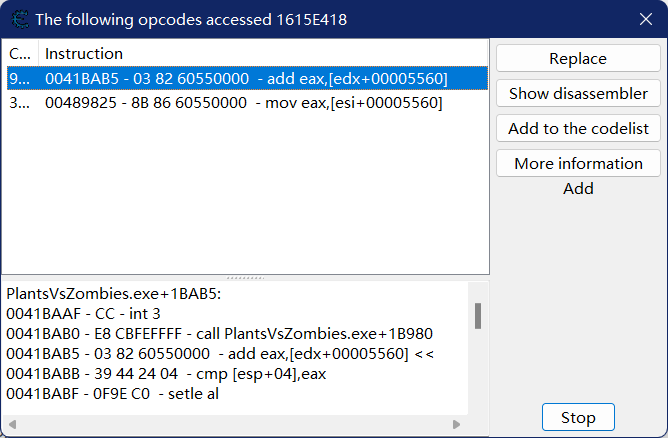 The following opcodes accessed 1615E418
C... Instruction
9... 0041BAB5 - 03 82 60550000  - add eax,[edx+00005560]
3... 00489825 - 8B 86 60550000  - mov eax,[esi+00005560]
Replace
Show disassembler
Add to the codelist
More information
Add
PlantsVsZombies.exe+1BAB5:
0041BAAF - CC - int 3
0041BAB0 - E8 CBFEFFFF - call PlantsVsZombies.exe+1B980
0041BAB5 - 03 82 60550000  - add eax,[edx+00005560] <<
0041BABB - 39 44 24 04  - cmp [esp+04],eax
0041BABF - 0F9E C0  - setle al
Stop